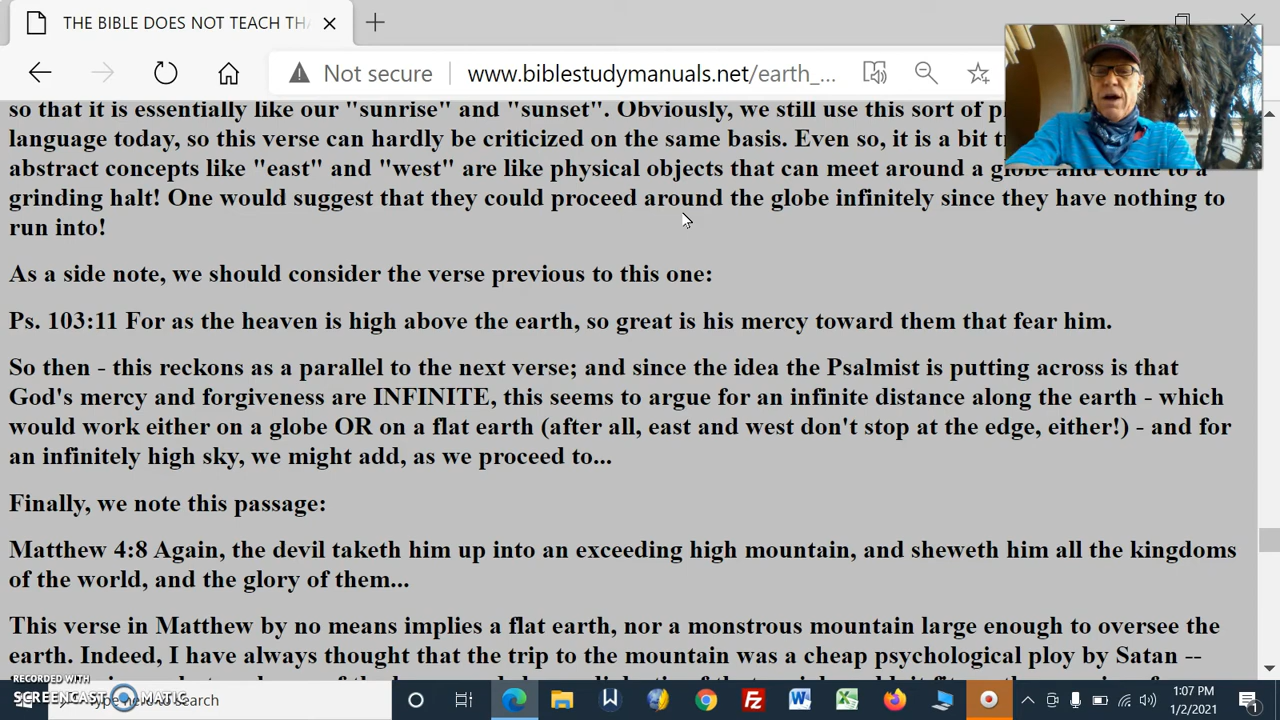 THE BIBLE DOES NOT TEACH THA
Not secure www.biblestudymanuals.net/earth_...
so that it is essentially like our "sunrise" and "sunset". Obviously, we still use this sort of
language today, so this verse can hardly be criticized on the same basis. Even so, it is a bit
abstract concepts like "east" and "west" are like physical objects that can meet around a globe and come to a
grinding halt! One would suggest that they could proceed around the globe infinitely since they have nothing to
run into!
As a side note, we should consider the verse previous to this one:
Ps. 103:11 For as the heaven is high above the earth, so great is his mercy toward them that fear him.
So then - this reckons as a parallel to the next verse; and since the idea the Psalmist is putting across is that
God's mercy and forgiveness are INFINITE, this seems to argue for an infinite distance along the earth - which
would work either on a globe OR on a flat earth (after all, east and west don't stop at the edge, either!) - and for
an infinitely high sky, we might add, as we proceed to...
Finally, we note this passage:
Matthew 4:8 Again, the devil taketh him up into an exceeding high mountain, and sheweth him all the kingdoms
of the world, and the glory of them...
This verse in Matthew by no means implies a flat earth, nor a monstrous mountain large enough to oversee the
earth. Indeed, I have always thought that the trip to the mountain was a cheap psychological ploy by Satan --
RECORDED WITH
SCREENCAST MATIC
Type here to search
1:07 PM
1/2/2021